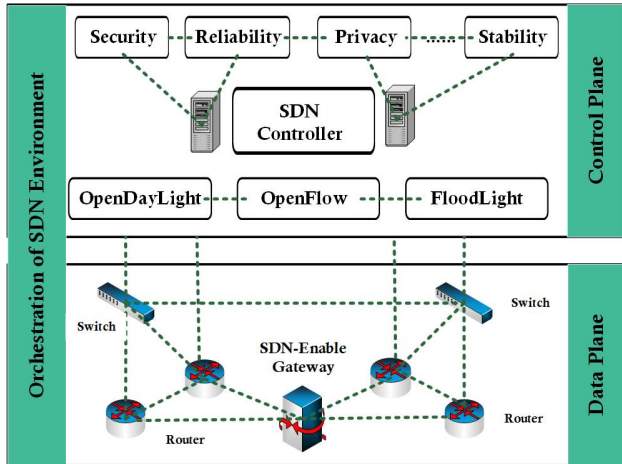 Orchestration of SDN Environment
Security
Reliability
Privacy
......
Stability
SDN
Controller
OpenDayLight
OpenFlow
FloodLight
Control Plane
Switch
Switch
SDN-Enable
Gateway
Router
Router
Data Plane